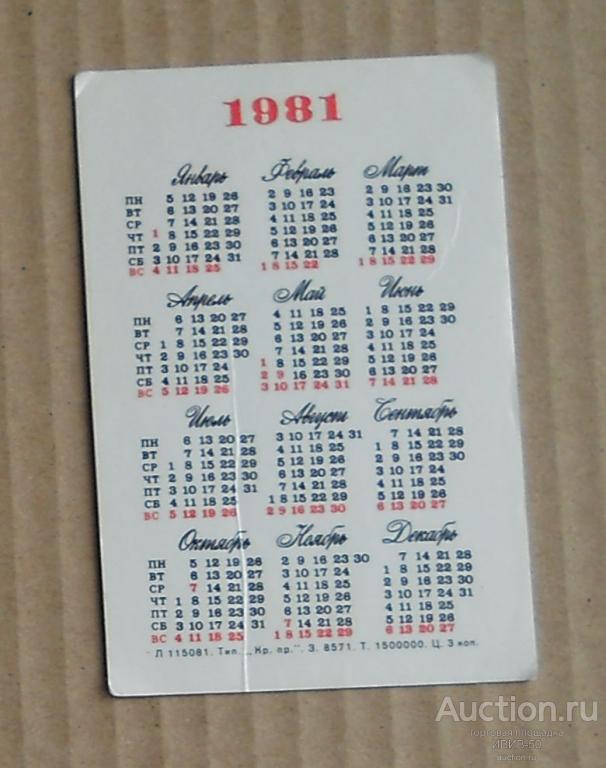 1981
Январь Февраль Март
ПН 5 12 19 26 2 9 16 23 2 9 16 23 30
ВТ 6 13 20 27 3 10 17 24 3 10 17 24 31
СР 7 14 21 28 4 11 18 25 4 11 18 25
ЧТ 1 8 15 22 29 5 12 19 26 5 12 19 26
ПТ 2 9 16 23 30 6 13 20 27 6 13 20 27
СБ 3 10 17 24 31 7 14 21 28 7 14 21 28
ВС 4 11 18 25 1 8 15 22 1 8 15 22 29
Апрель Май Июнь
ПН 6 13 20 27 4 11 18 25 1 8 15 22 29
ВТ 7 14 21 28 5 12 19 26 2 9 16 23 30
СР 1 8 15 22 29 6 13 20 27 3 10 17 24
ЧТ 2 9 16 23 30 7 14 21 28 4 11 18 25
ПТ 3 10 17 24 1 8 15 22 29 5 12 19 26
СБ 4 11 18 25 2 9 16 23 30 6 13 20 27
ВС 5 12 19 26 3 10 17 24 31 7 14 21 28
Июль Август Сентябрь
ПН 6 13 20 27 3 10 17 24 31 7 14 21 28
ВТ 7 14 21 28 4 11 18 25 1 8 15 22 29
СР 1 8 15 22 29 5 12 19 26 2 9 16 23 30
ЧТ 2 9 16 23 30 6 13 20 27 3 10 17 24
ПТ 3 10 17 24 31 7 14 21 28 4 11 18 25
СБ 4 11 18 25 1 8 15 22 29 5 12 19 26
ВС 5 12 19 26 2 9 16 23 30 6 13 20 27
Октябрь Ноябрь Декабрь
ПН 5 12 19 26 2 9 16 23 30 7 14 21 28
ВТ 6 13 20 27 3 10 17 24 1 8 15 22 29
СР 7 14 21 28 4 11 18 25 2 9 16 23 30
ЧТ 1 8 15 22 29 5 12 19 26 3 10 17 24 31
ПТ 2 9 16 23 30 6 13 20 27 4 11 18 25
СБ 3 10 17 24 31 7 14 21 28 5 12 19 26
ВС 4 11 18 25 1 8 15 22 29 6 13 20 27
Л 115081. Тип. „Кр. пр.". З. 8571. Т. 1500000. Ц. 3 коп.
Auction.ru
торговая площадка
ИВИВ-50
auction.ru